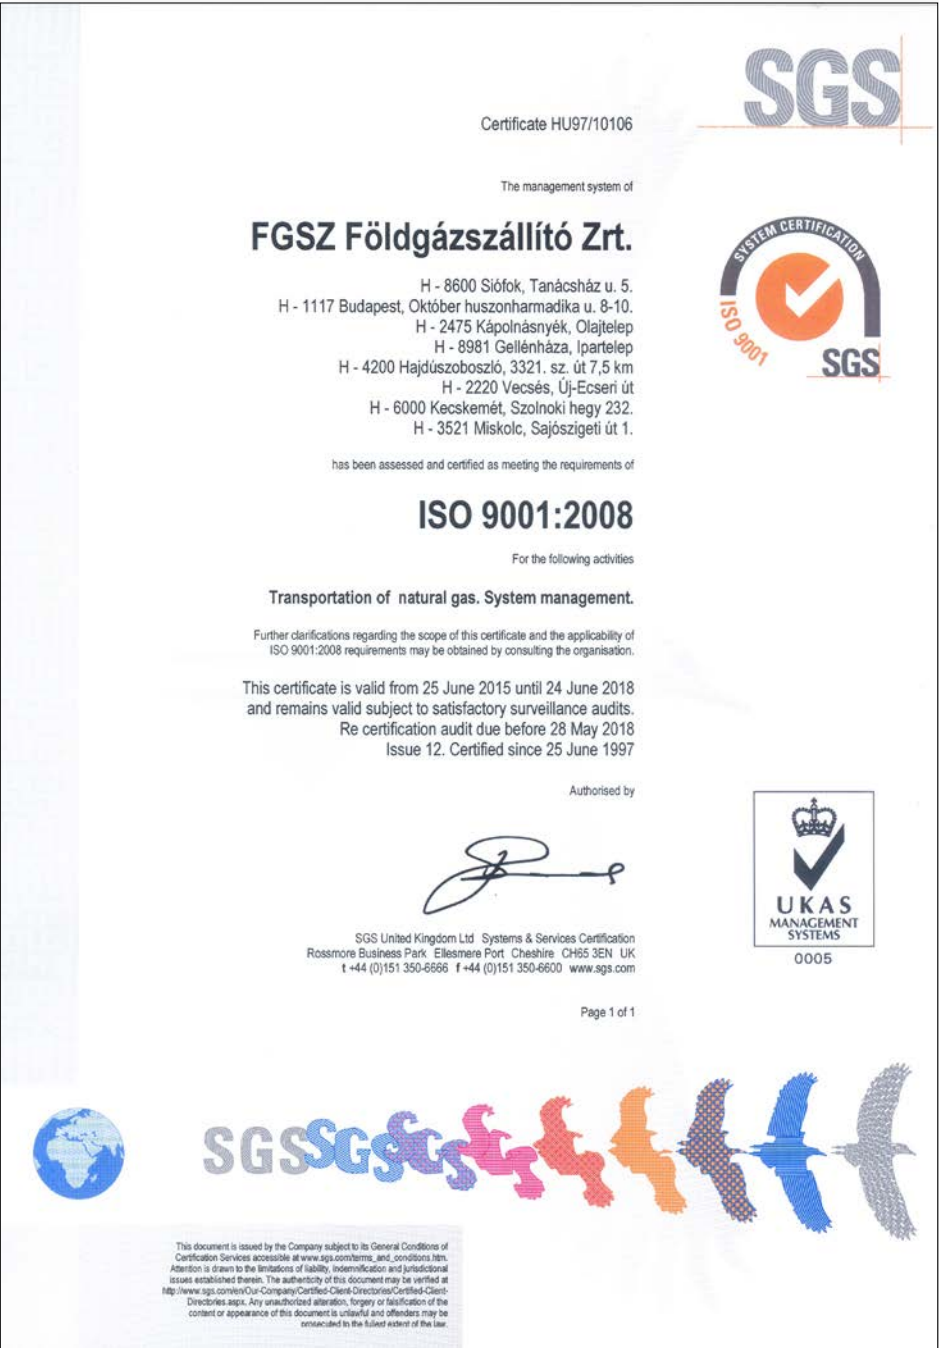 SGS
Certificate HU97/10106
The management system of
FGSZ Földgázszállító Zrt.
H - 8600 Siófok, Tanácsház u. 5.
H - 1117 Budapest, Október huszonharmadika u. 8-10.
H - 2475 Kápolnásnyék, Olajtelep
H - 8981 Gellénháza, Ipartelep
H - 4200 Hajdúszoboszló, 3321. sz. út 7,5 km
H - 2220 Vecsés, Új-Ecseri út
H - 6000 Kecskemét, Szolnoki hegy 232.
H - 3521 Miskolc, Sajószigeti út 1.
SYSTEM CERTIFICATION
ISO 9001
SGS
has been assessed and certified as meeting the requirements of
ISO 9001:2008
For the following activities
Transportation of natural gas. System management.
Further clarifications regarding the scope of this certificate and the applicability of
ISO 9001:2008 requirements may be obtained by consulting the organisation.
This certificate is valid from 25 June 2015 until 24 June 2018
and remains valid subject to satisfactory surveillance audits.
Re certification audit due before 28 May 2018
Issue 12. Certified since 25 June 1997
Authorised by
SGS United Kingdom Ltd Systems & Services Certification
Rossmore Business Park Ellesmere Port Cheshire CH65 3EN UK
t +44 (0)151 350-6666 f +44 (0)151 350-6600 www.sgs.com
UKAS
MANAGEMENT
SYSTEMS
0005
Page 1 of 1
SGSSGSSGS
This document is issued by the Company subject to its General Conditions of
Certification Services accessible at www.sgs.com/terms_and_conditions.htm.
Attention is drawn to the limitations of liability, indemnification and jurisdictional
issues established therein. The authenticity of this document may be verified at
http://www.sgs.com/en/Our-Company/Certified-Client-Directories/Certified-Client-
Directories.aspx. Any unauthorized alteration, forgery or falsification of the
content or appearance of this document is unlawful and offenders may be
prosecuted to the fullest extent of the law.